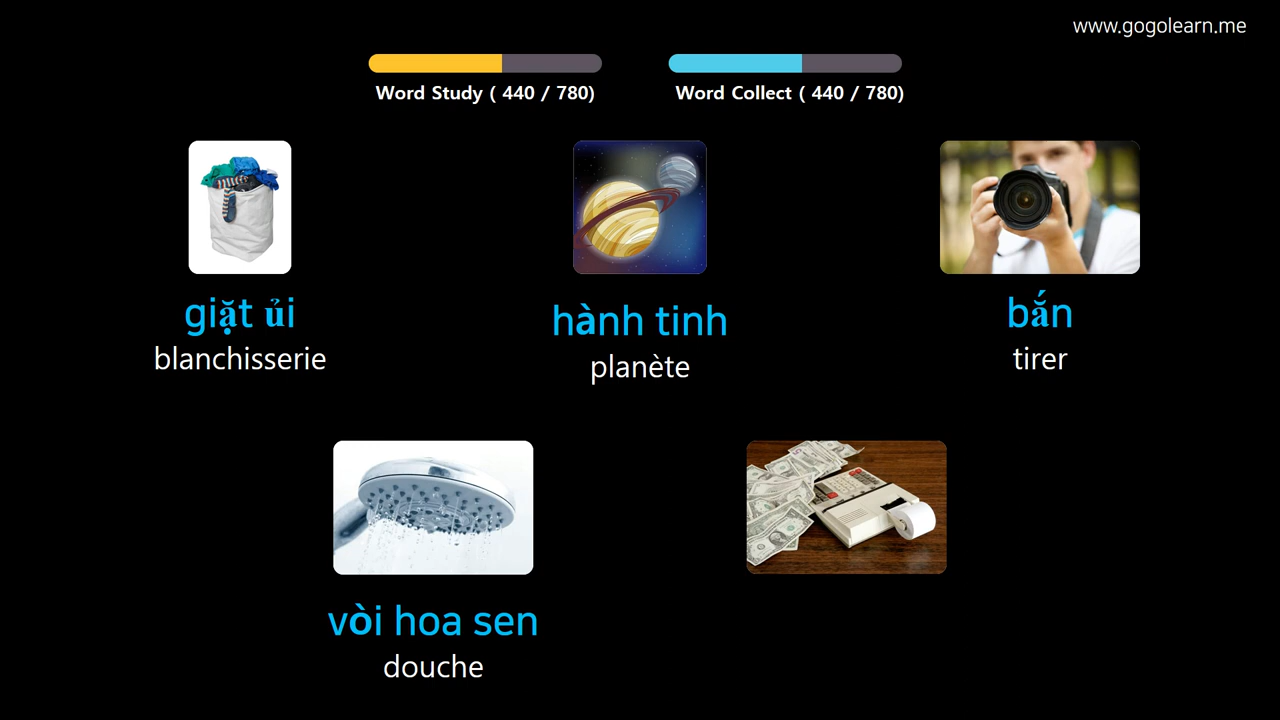 www.gogolearn.me
Word Study ( 440 / 780)
Word Collect ( 440 / 780)
giặt ủi
blanchisserie
hành tinh
planète
bắn
tirer
vòi hoa sen
douche